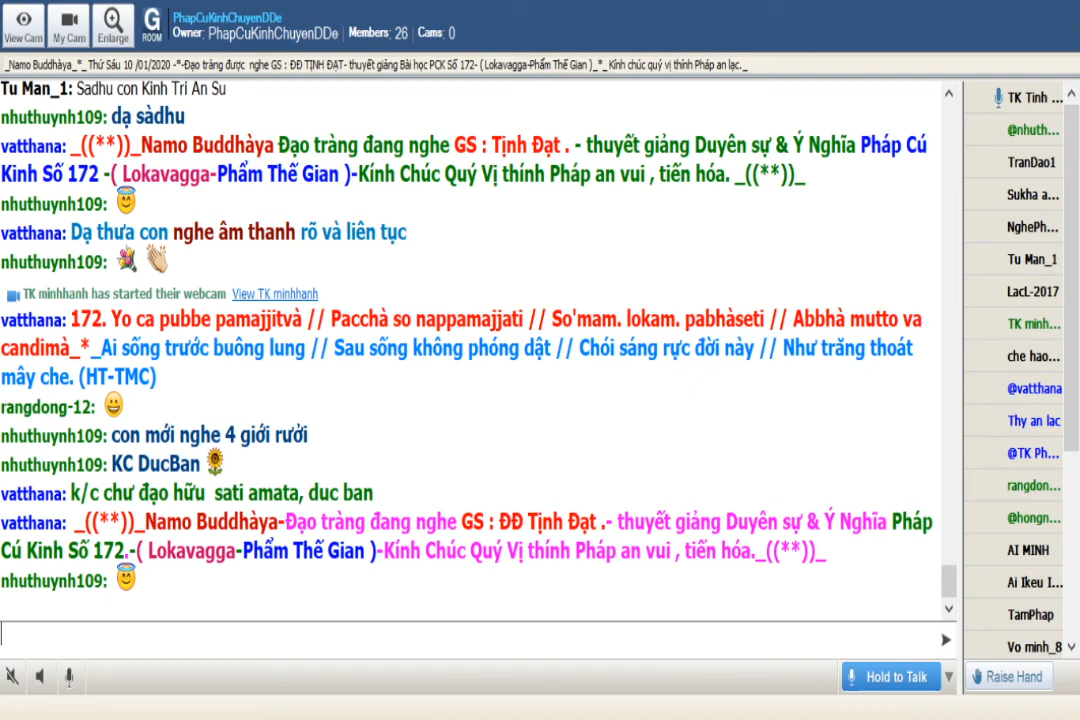 View Cam
My Cam
Enlarge
G
ROOM
PhapCuKinhChuyenDDe
Owner: PhapCuKinhChuyenDDe | Members: 26 | Cams: 0
_Namo Buddhàya_*_ Thứ Sáu 10 /01/2020 -*-Đạo tràng được nghe GS : ĐĐ TỊNH ĐẠT- thuyết giảng Bài học PCK Số 172- ( Lokavagga-Phẩm Thế Gian )_*_ Kính chúc quý vị thính Pháp an lạc._
Tu Man_1: Sadhu con Kinh Tri An Su
nhuthuynh109: dạ sàdhu
vatthana: _((**))_Namo Buddhàya Đạo tràng đang nghe GS : Tịnh Đạt . - thuyết giảng Duyên sự & Ý Nghĩa Pháp Cú
Kinh Số 172 -( Lokavagga-Phẩm Thế Gian )-Kính Chúc Quý Vị thính Pháp an vui , tiến hóa. _((**))_
nhuthuynh109:
vatthana: Dạ thưa con nghe âm thanh rõ và liên tục
nhuthuynh109:
TK minhhanh has started their webcam View TK minhhanh
vatthana: 172. Yo ca pubbe pamajjitvà // Pacchà so nappamajjati // So'mam. lokam. pabhàseti // Abbhà mutto va
candimà_*_Ai sống trước buông lung // Sau sống không phóng dật // Chói sáng rực đời này // Như trăng thoát
mây che. (HT-TMC)
rangdong-12:
nhuthuynh109: con mới nghe 4 giới rưởi
nhuthuynh109: KC DucBan
vatthana: k/c chư đạo hữu sati amata, duc ban
vatthana: _((**))_Namo Buddhàya-Đạo tràng đang nghe GS : ĐĐ Tịnh Đạt .- thuyết giảng Duyên sự & Ý Nghĩa Pháp
Cú Kinh Số 172.-( Lokavagga-Phẩm Thế Gian )-Kính Chúc Quý Vị thính Pháp an vui , tiến hóa._((**))_
nhuthuynh109:
TK Tinh ...
@nhuth...
TranDao1
Sukha a...
NghePh...
Tu Man_1
LacL-2017
TK minh...
che hao...
@vatthana
Thy an lac
@TK Ph...
rangdon...
@hongn...
AI MINH
Ai Ikeu I...
TamPhap
Vo minh_8
Hold to Talk
Raise Hand